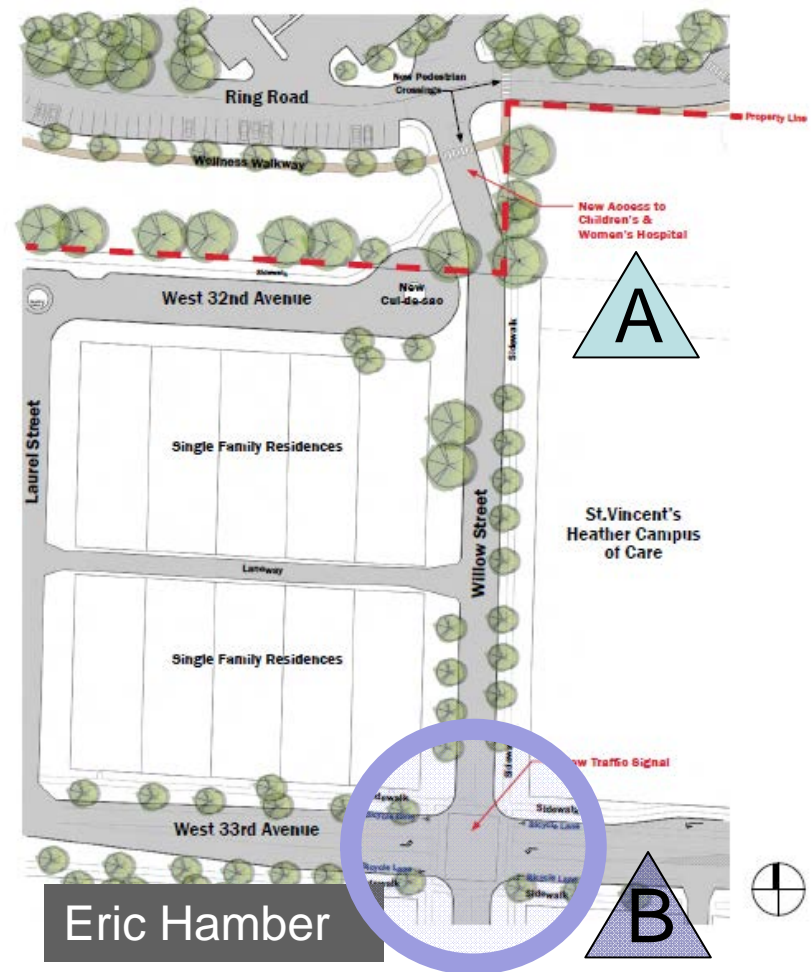 New Pedestrian
Crossings
Ring Road
Property Line
Wellness Walkway
New Access to
Children's &
Women's Hospital
Sidewalk
West 32nd Avenue
New
Cul-de-sac
A
Sidewalk
Laurel Street
Single Family Residences
Willow Street
St.Vincent's
Heather Campus
of Care
Laneway
Single Family Residences
Sidewalk
ow Traffic Signal
dewalk
Sidewalk
Bicycle Lane
Bicycle Lane
West 33rd Avenue
Bicycle Lane
Bicycle Lane
dewalk
Sidewalk
Eric Hamber
B